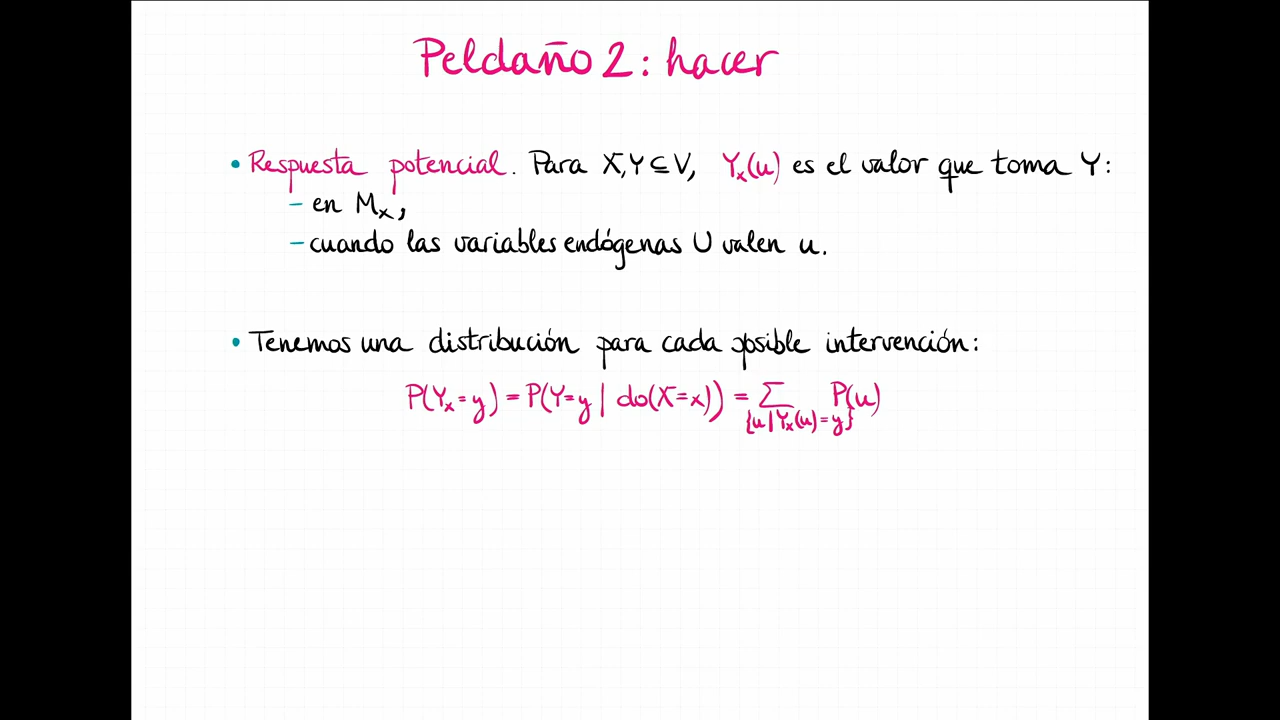 Peldaño 2: hacer
• Respuesta potencial. Para X,Y ⊆ V, Yₓ(u) es el valor que toma Y:
– en Mₓ,
– cuando las variables endógenas U valen u.
• Tenemos una distribución para cada posible intervención:
P(Yₓ=y) = P(Y=y | do(X=x)) = ∑_{u|Yₓ(u)=y} P(u)